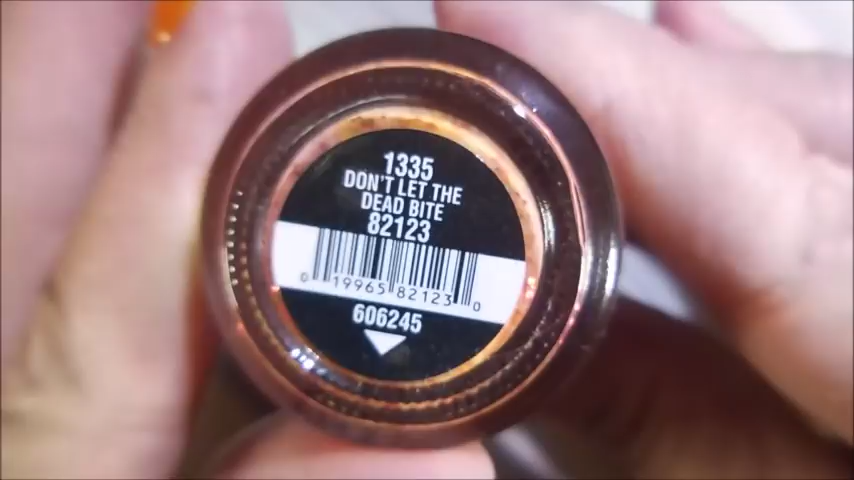 1335
DON'T LET THE
DEAD BITE
82123
0 19965 82123 0
606245